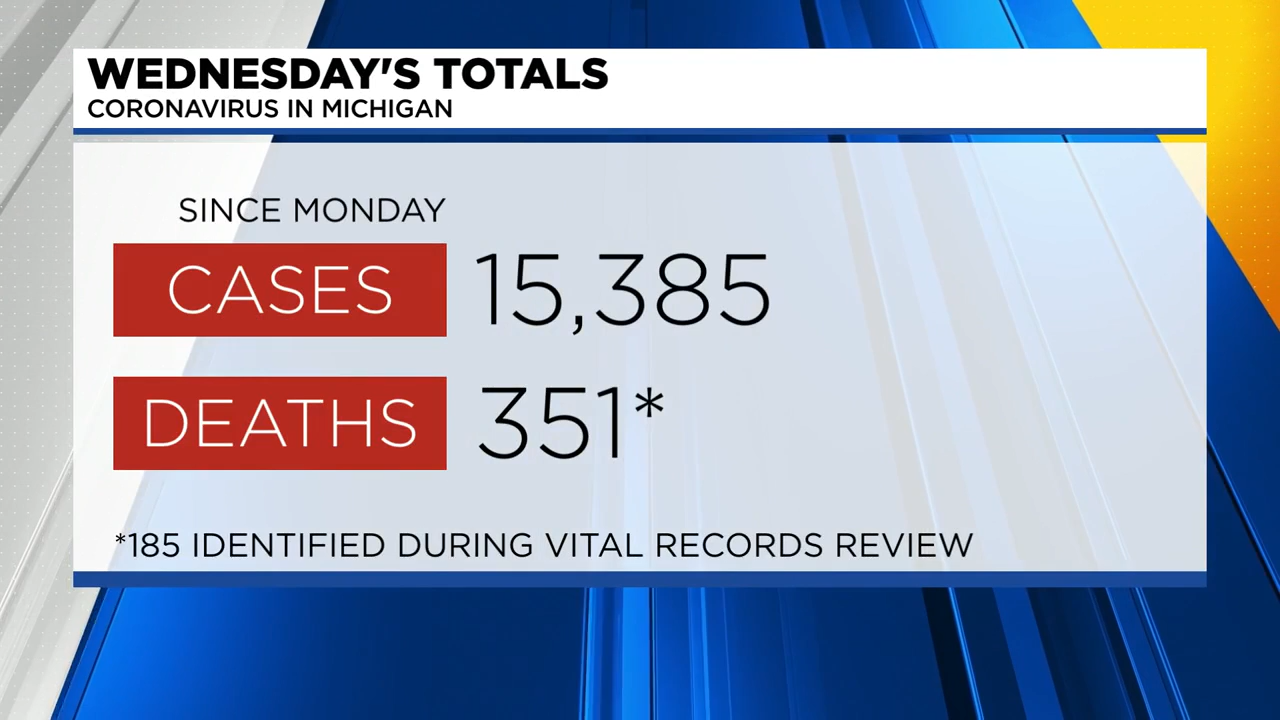 WEDNESDAY'S TOTALS
CORONAVIRUS IN MICHIGAN
SINCE MONDAY
CASES 15,385
DEATHS 351*
*185 IDENTIFIED DURING VITAL RECORDS REVIEW